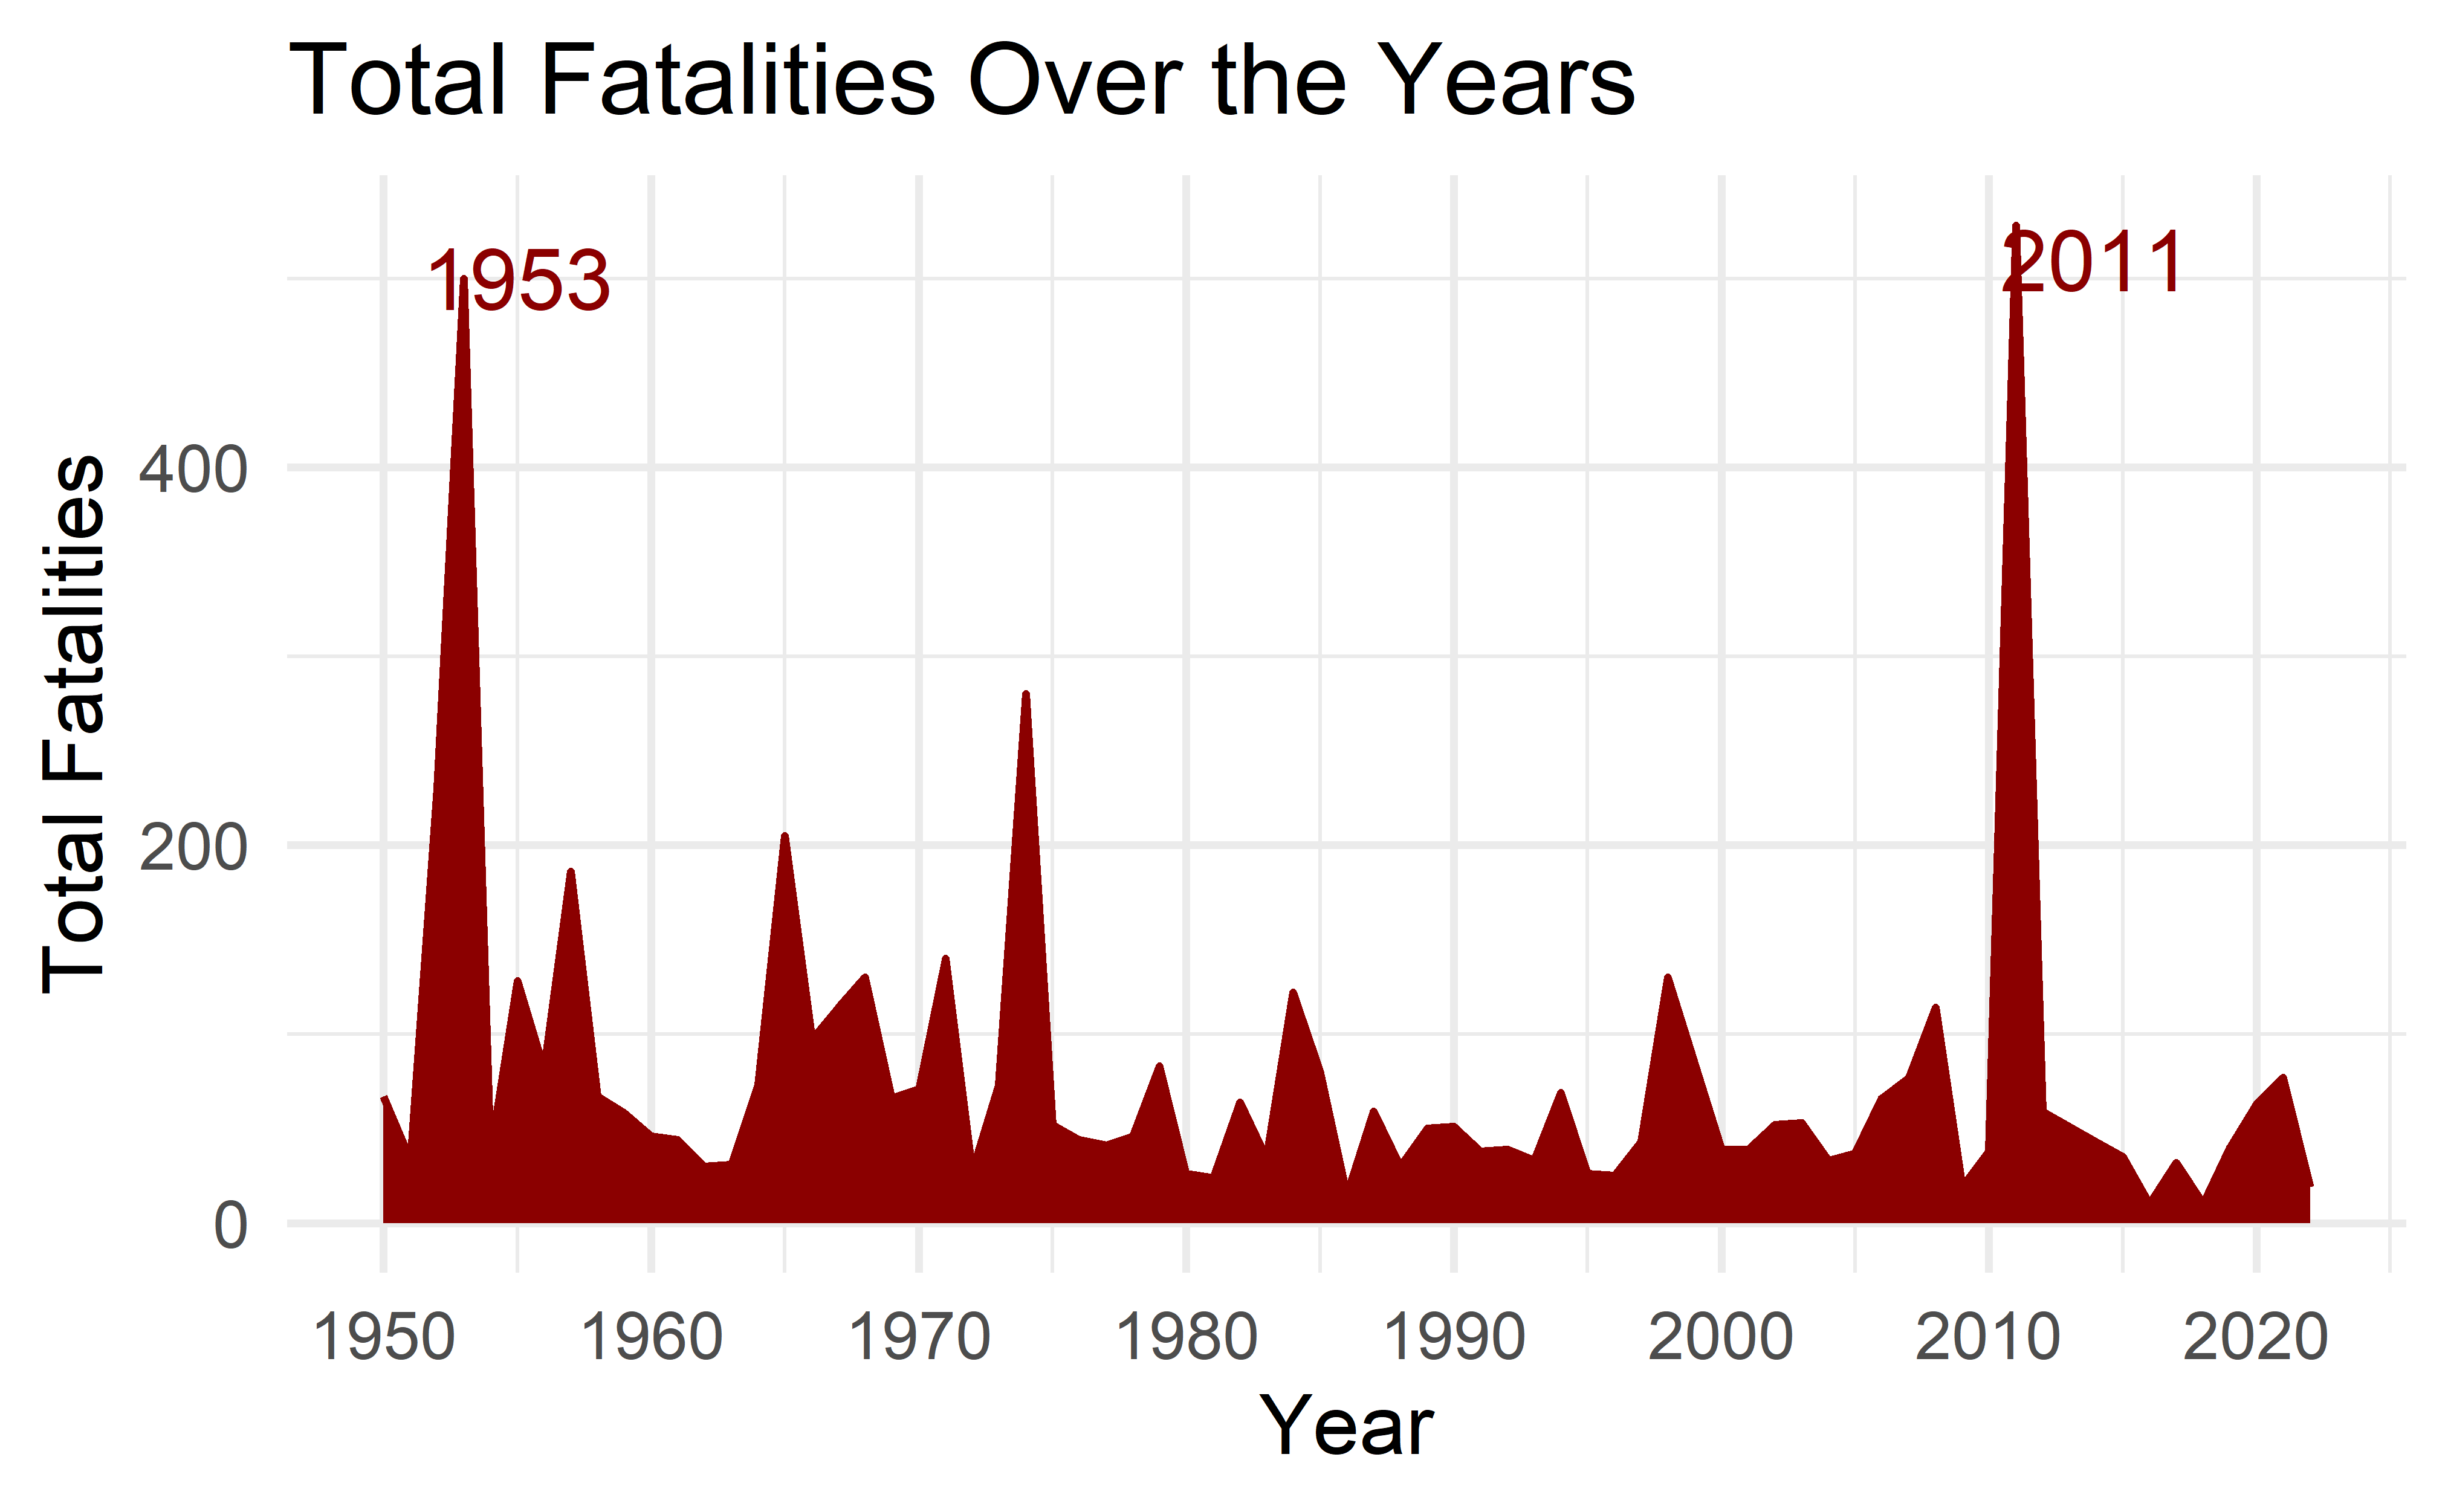 Total Fatalities Over the Years
1953
2011
Total Fatalities
400
200
0
1950 1960 1970 1980 1990 2000 2010 2020
Year